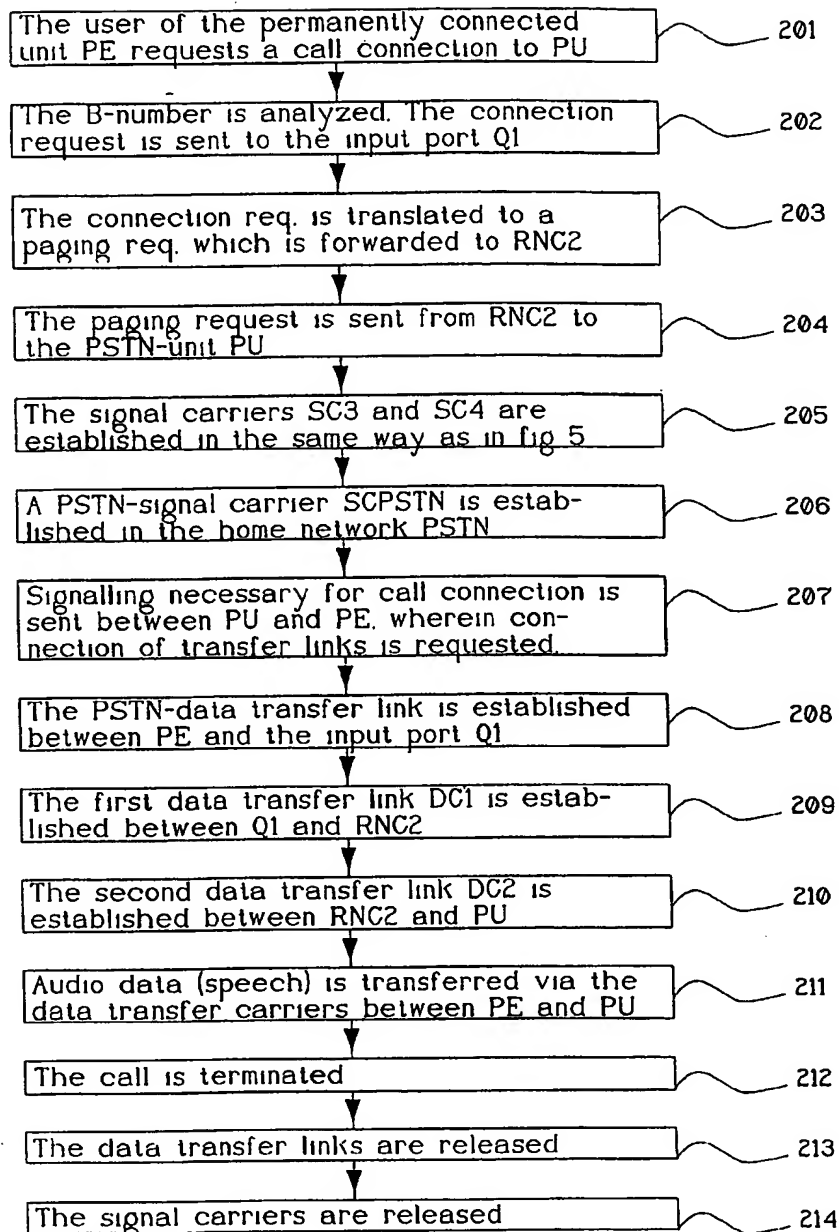 The user of the permanently connected
unit PE requests a call connection to PU
201
The B-number is analyzed. The connection
request is sent to the input port Q1
202
The connection req. is translated to a
paging req. which is forwarded to RNC2
203
The paging request is sent from RNC2 to
the PSTN-unit PU
204
The signal carriers SC3 and SC4 are
established in the same way as in fig 5
205
A PSTN-signal carrier SCPSTN is estab-
lished in the home network PSTN
206
Signalling necessary for call connection is
sent between PU and PE, wherein con-
nection of transfer links is requested.
207
The PSTN-data transfer link is established
between PE and the input port Q1
208
The first data transfer link DC1 is estab-
lished between Q1 and RNC2
209
The second data transfer link DC2 is
established between RNC2 and PU
210
Audio data (speech) is transferred via the
data transfer carriers between PE and PU
211
The call is terminated
212
The data transfer links are released
213
The signal carriers are released
214